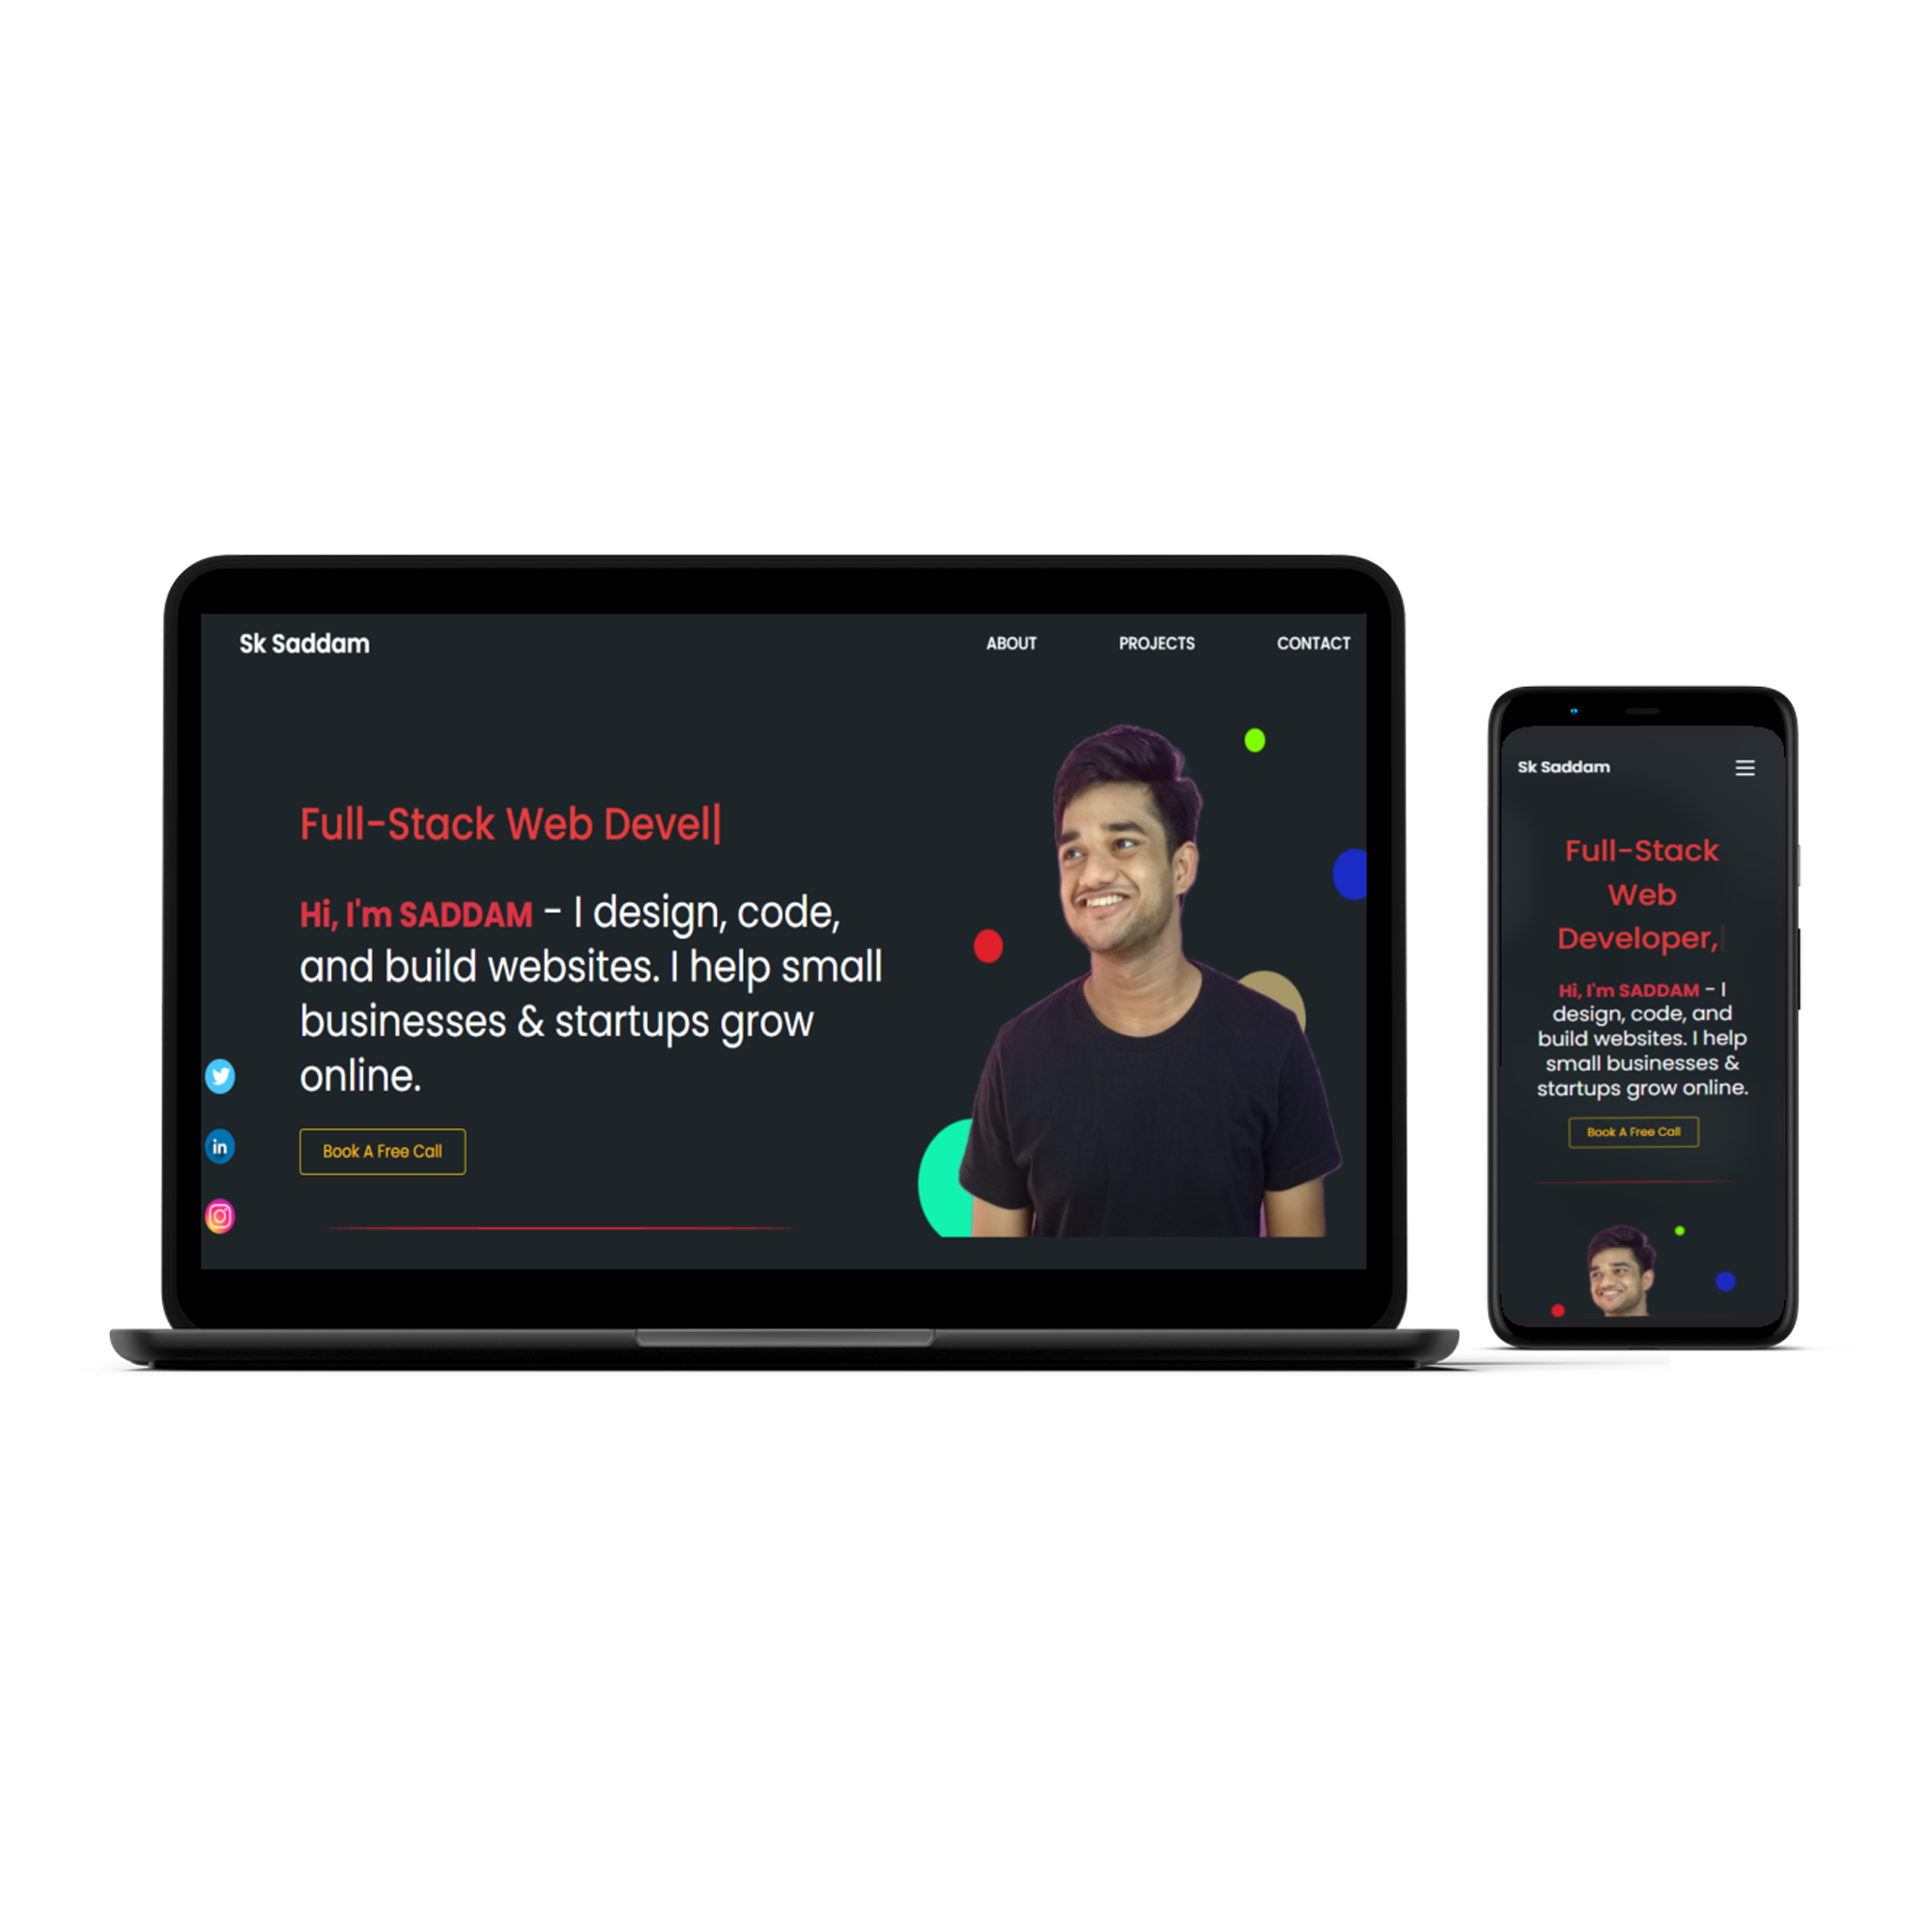 Sk Saddam
ABOUT PROJECTS CONTACT
Full-Stack Web Devel|
Hi, I'm SADDAM - I design, code,
and build websites. I help small
businesses & startups grow
online.
in
Book A Free Call
Sk Saddam
Full-Stack
Web
Developer,|
Hi, I'm SADDAM - I
design, code, and
build websites. I help
small businesses &
startups grow online.
Book A Free Call